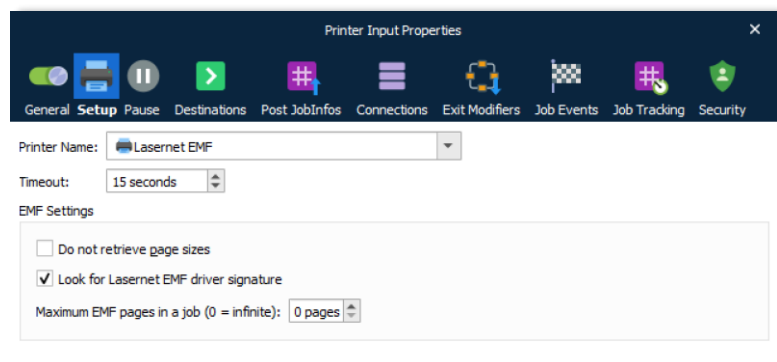 Printer Input Properties
General Setup Pause Destinations Post JobInfos Connections Exit Modifiers Job Events Job Tracking Security
Printer Name: Lasernet EMF
Timeout: 15 seconds
EMF Settings
Do not retrieve page sizes
Look for Lasernet EMF driver signature
Maximum EMF pages in a job (0 = infinite): 0 pages